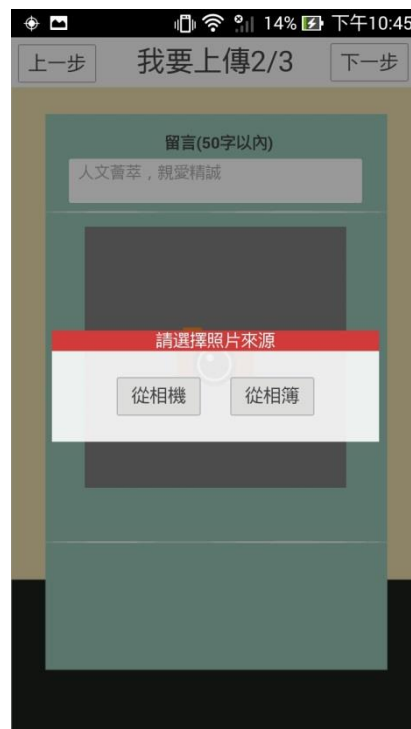 14% 下午10:45
上一步 我要上傳2/3 下一步
留言(50字以內)
人文薈萃，親愛精誠
請選擇照片來源
從相機 從相簿